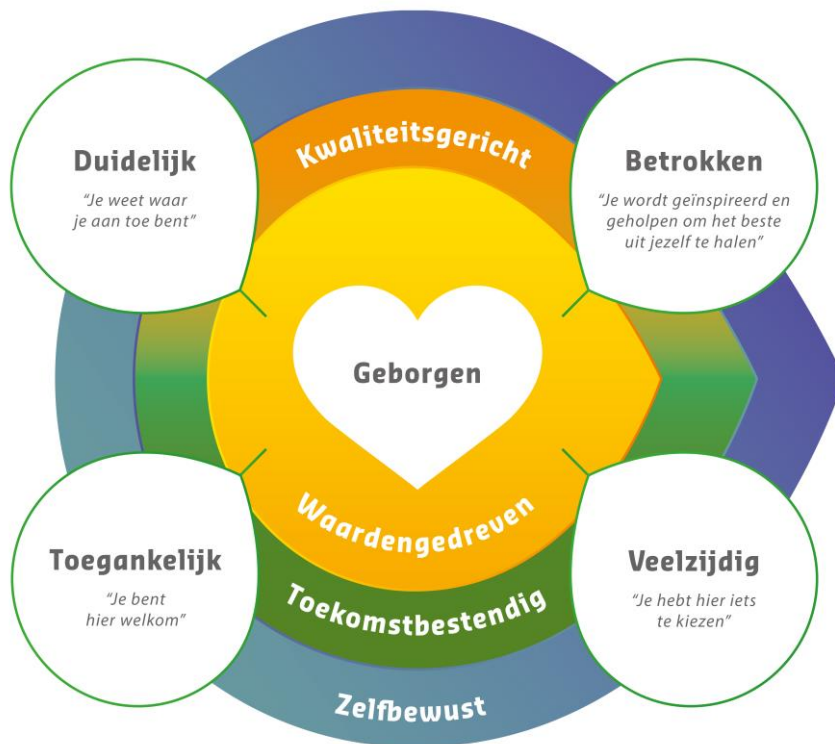 Kwaliteitsgericht
Duidelijk
“Je weet waar
je aan toe bent”
Betrokken
“Je wordt geïnspireerd en
geholpen om het beste
uit jezelf te halen”
Geborgen
Waardengedreven
Toegankelijk
“Je bent
hier welkom”
Veelzijdig
“Je hebt hier iets
te kiezen”
Toekomstbestendig
Zelfbewust